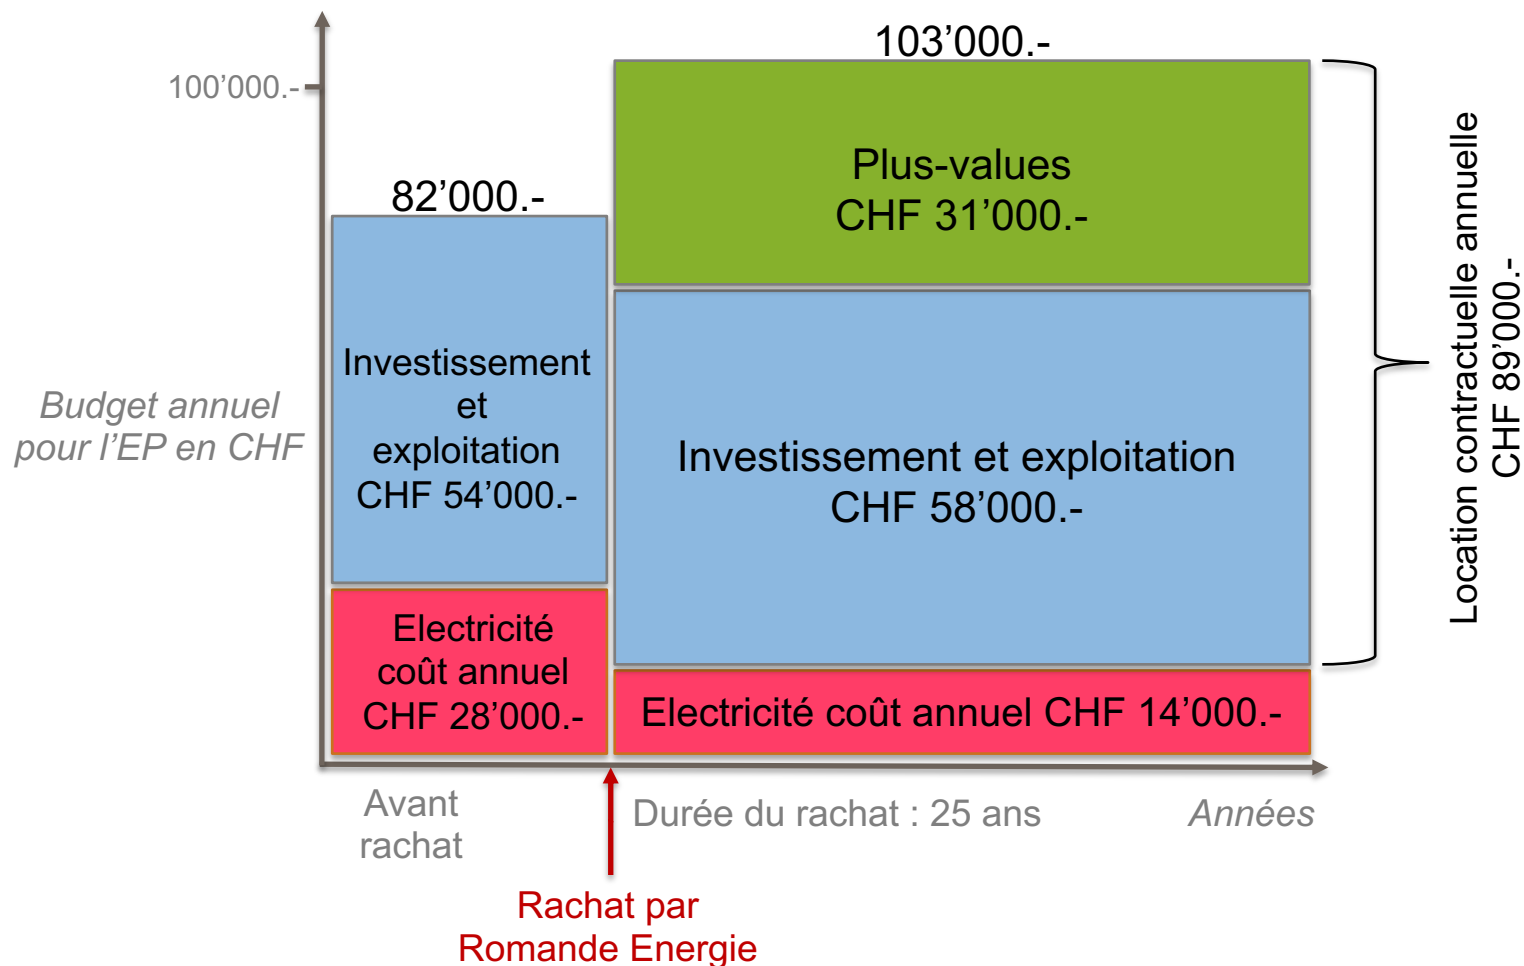 103’000.-
100’000.-
Plus-values
CHF 31’000.-
82’000.-
Investissement
et
exploitation
CHF 54’000.-
Budget annuel
pour l’EP en CHF
Investissement et exploitation
CHF 58’000.-
Location contractuelle annuelle
CHF 89’000.-
Electricité
coût annuel
CHF 28’000.-
Electricité coût annuel CHF 14’000.-
Avant
rachat
Durée du rachat : 25 ans
Années
Rachat par
Romande Energie